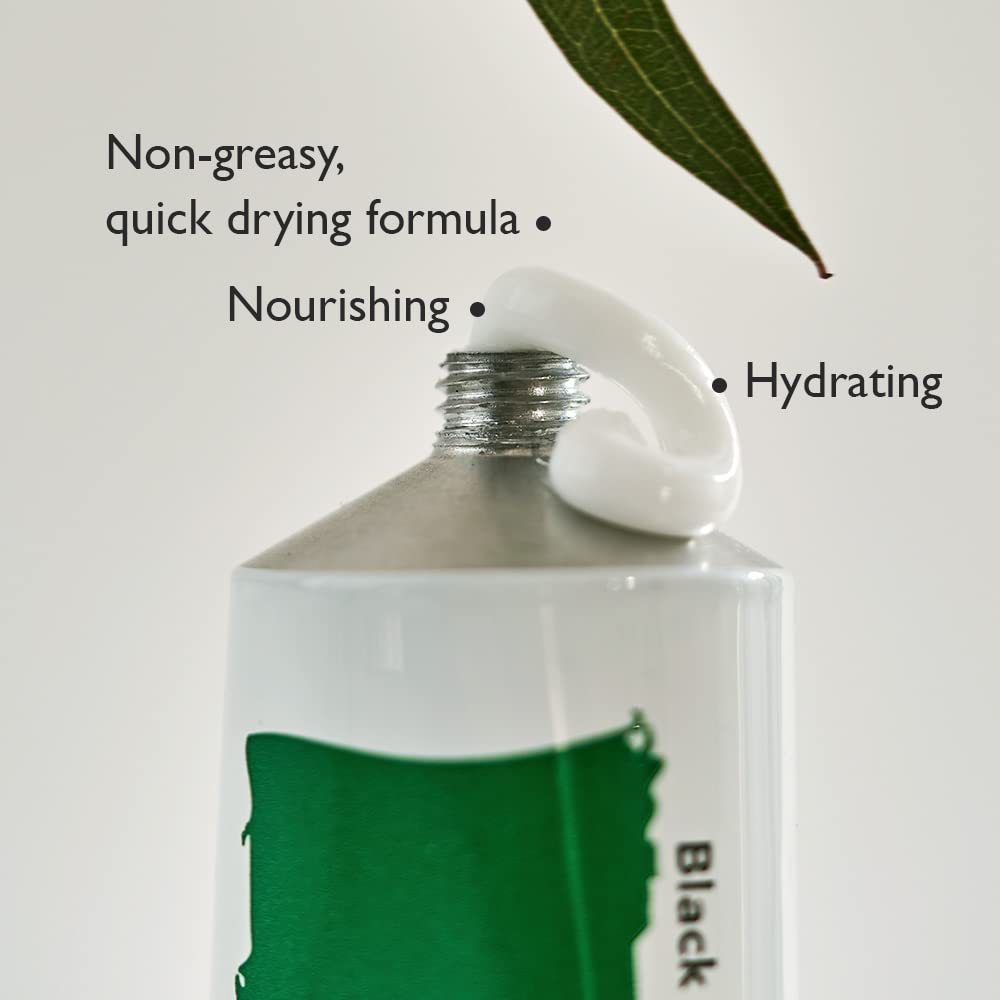 Non-greasy,
quick drying formula •
Nourishing •
• Hydrating
Black